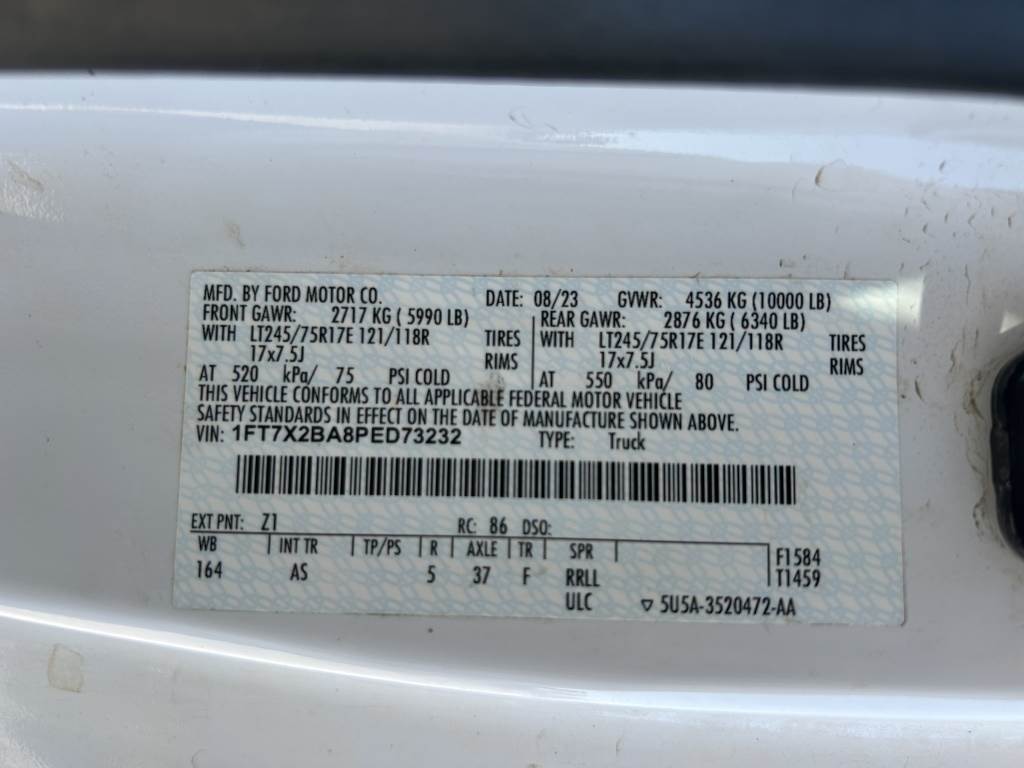 MFD. BY FORD MOTOR CO. DATE: 08/23 GVWR: 4536 KG (10000 LB)
FRONT GAWR: 2717 KG ( 5990 LB) REAR GAWR: 2876 KG ( 6340 LB)
WITH LT245/75R17E 121/118R TIRES WITH LT245/75R17E 121/118R TIRES
17x7.5J RIMS 17x7.5J RIMS
AT 520 kPa/ 75 PSI COLD AT 550 kPa/ 80 PSI COLD
THIS VEHICLE CONFORMS TO ALL APPLICABLE FEDERAL MOTOR VEHICLE
SAFETY STANDARDS IN EFFECT ON THE DATE OF MANUFACTURE SHOWN ABOVE.
VIN: 1FT7X2BA8PED73232 TYPE: Truck
EXT PNT: Z1 RC: 86 DSO:
WB INT TR TP/PS R AXLE TR SPR F1584
164 AS 5 37 F RRLL T1459
ULC ▽ 5U5A-3520472-AA